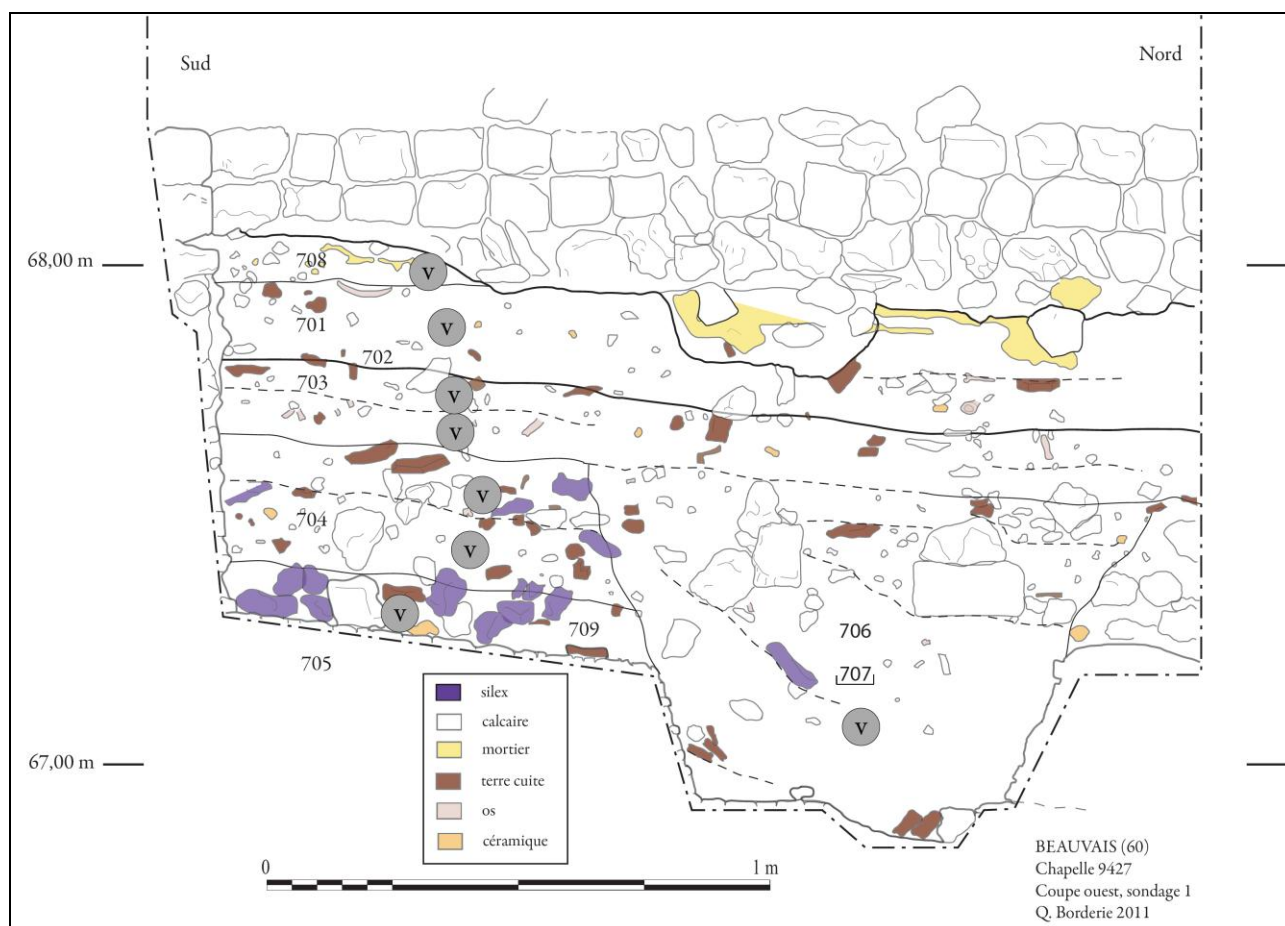 Sud
Nord
68,00 m
708
V
701
V
702
703
V
V
V
704
V
V
709
706
705
707
V
silex
calcaire
mortier
67,00 m
terre cuite
os
céramique
0
1 m
BEAUVAIS (60)
Chapelle 9427
Coupe ouest, sondage 1
Q. Borderie 2011